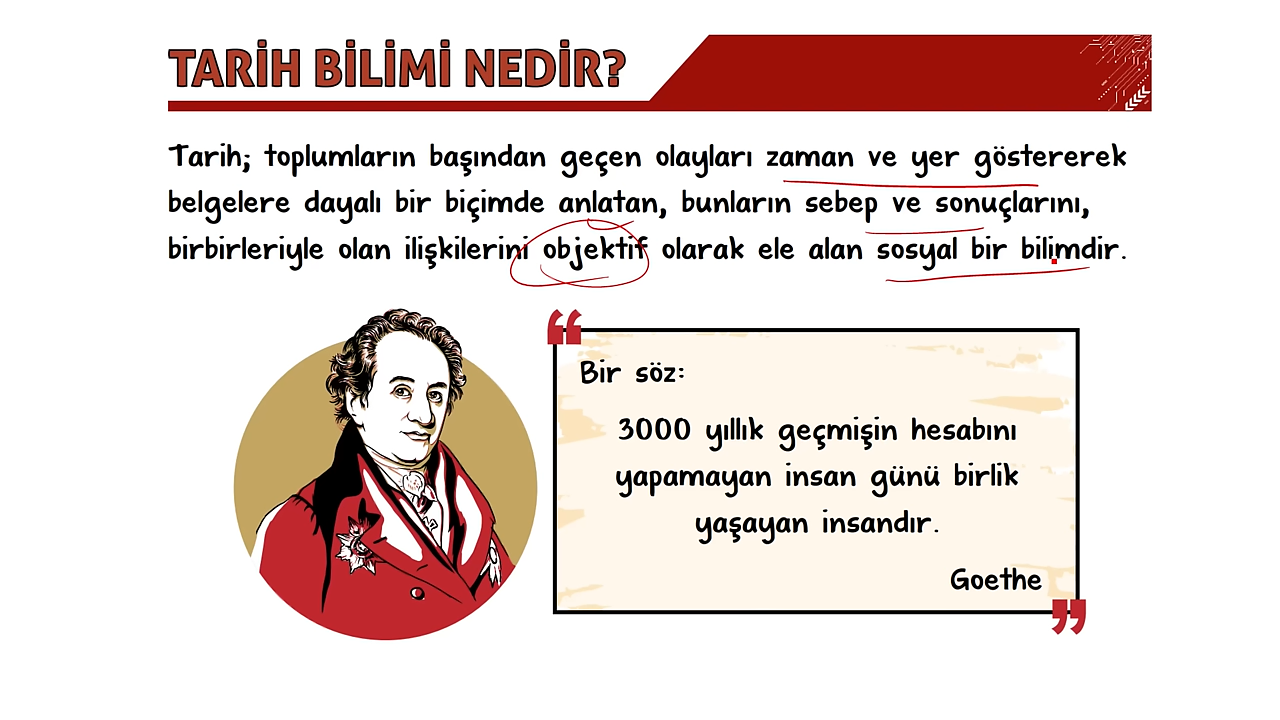 TARİH BİLİMİ NEDİR?
Tarih; toplumların başından geçen olayları zaman ve yer göstererek
belgelere dayalı bir biçimde anlatan, bunların sebep ve sonuçlarını,
birbirleriyle olan ilişkilerini objektif olarak ele alan sosyal bir bilimdir.
Bir söz:
3000 yıllık geçmişin hesabını
yapamayan insan günü birlik
yaşayan insandır.
Goethe